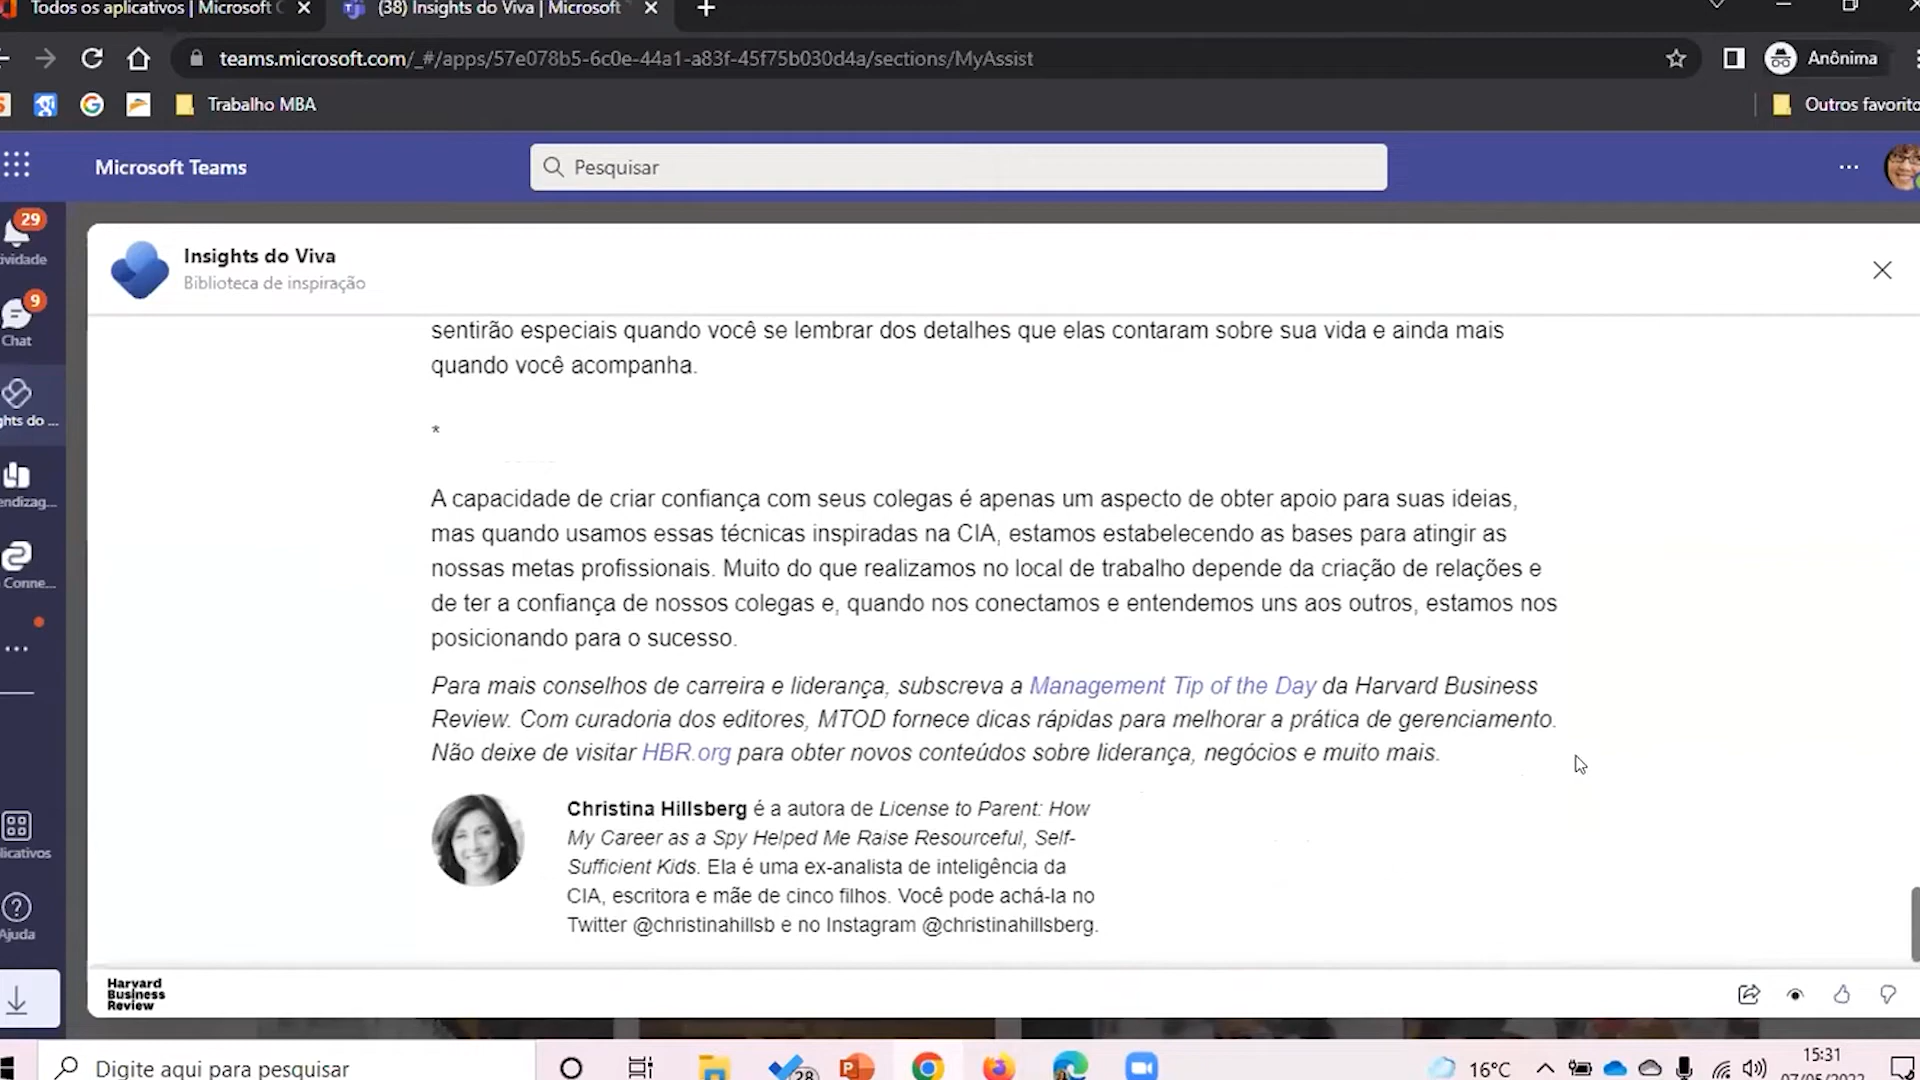 Todos os aplicativos | Microsoft
(38) Insights do Viva | Microsoft
teams.microsoft.com/_#/apps/57e078b5-6c0e-44a1-a83f-45f75b030d4a/sections/MyAssist
Anônima
Trabalho MBA
Outros favorito
Microsoft Teams
Pesquisar
29
ividade
9
Chat
ghts do ...
endizag...
Conne...
licativos
Ajuda
Insights do Viva
Biblioteca de inspiração
sentirão especiais quando você se lembrar dos detalhes que elas contaram sobre sua vida e ainda mais
quando você acompanha.
*
A capacidade de criar confiança com seus colegas é apenas um aspecto de obter apoio para suas ideias,
mas quando usamos essas técnicas inspiradas na CIA, estamos estabelecendo as bases para atingir as
nossas metas profissionais. Muito do que realizamos no local de trabalho depende da criação de relações e
de ter a confiança de nossos colegas e, quando nos conectamos e entendemos uns aos outros, estamos nos
posicionando para o sucesso.
Para mais conselhos de carreira e liderança, subscreva a Management Tip of the Day da Harvard Business
Review. Com curadoria dos editores, MTOD fornece dicas rápidas para melhorar a prática de gerenciamento.
Não deixe de visitar HBR.org para obter novos conteúdos sobre liderança, negócios e muito mais.
Christina Hillsberg é a autora de License to Parent: How
My Career as a Spy Helped Me Raise Resourceful, Self-
Sufficient Kids. Ela é uma ex-analista de inteligência da
CIA, escritora e mãe de cinco filhos. Você pode achá-la no
Twitter @christinahillsb e no Instagram @christinahillsberg.
Harvard
Business
Review
Digite aqui para pesquisar
28
16°C
15:31
07/05/2022